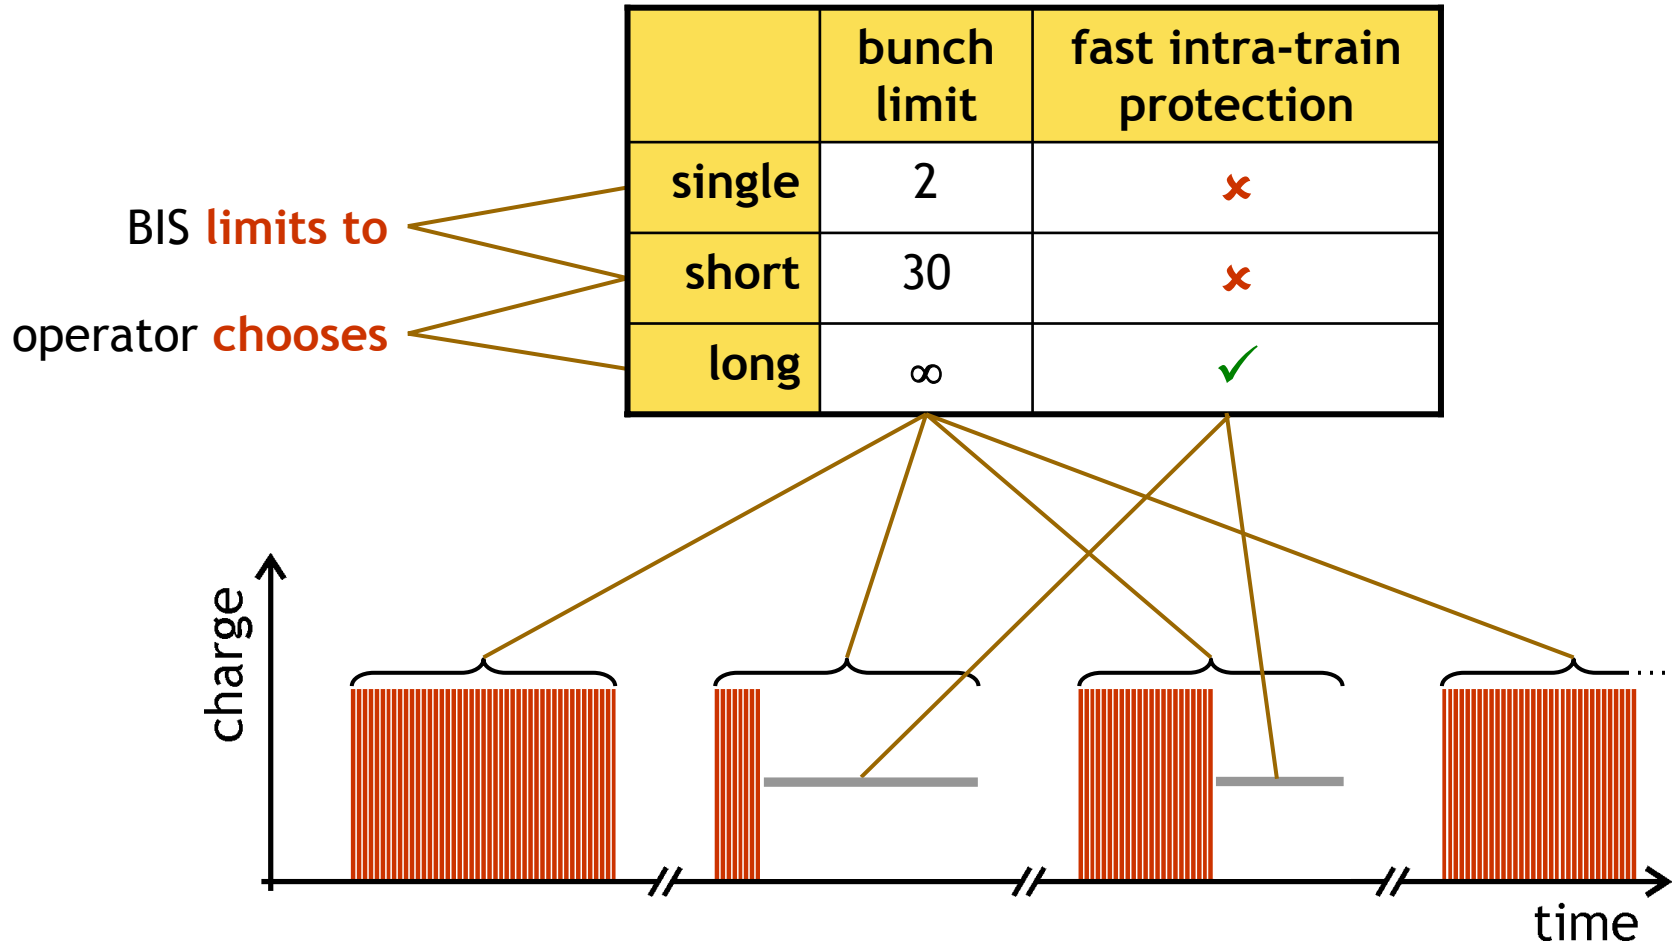 bunch limit
fast intra-train protection
single 2 ✘
short 30 ✘
long ∞ ✓
BIS limits to
operator chooses
charge
time